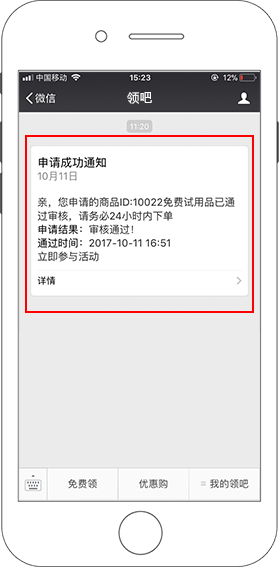 中国移动 15:23 12%
微信 领吧
11:20
申请成功通知
10月11日
亲，您申请的商品ID:10022免费试用品已通
过审核，请务必24小时内下单
申请结果：审核通过！
通过时间：2017-10-11 16:51
立即参与活动
详情
免费领 优惠购 我的领吧